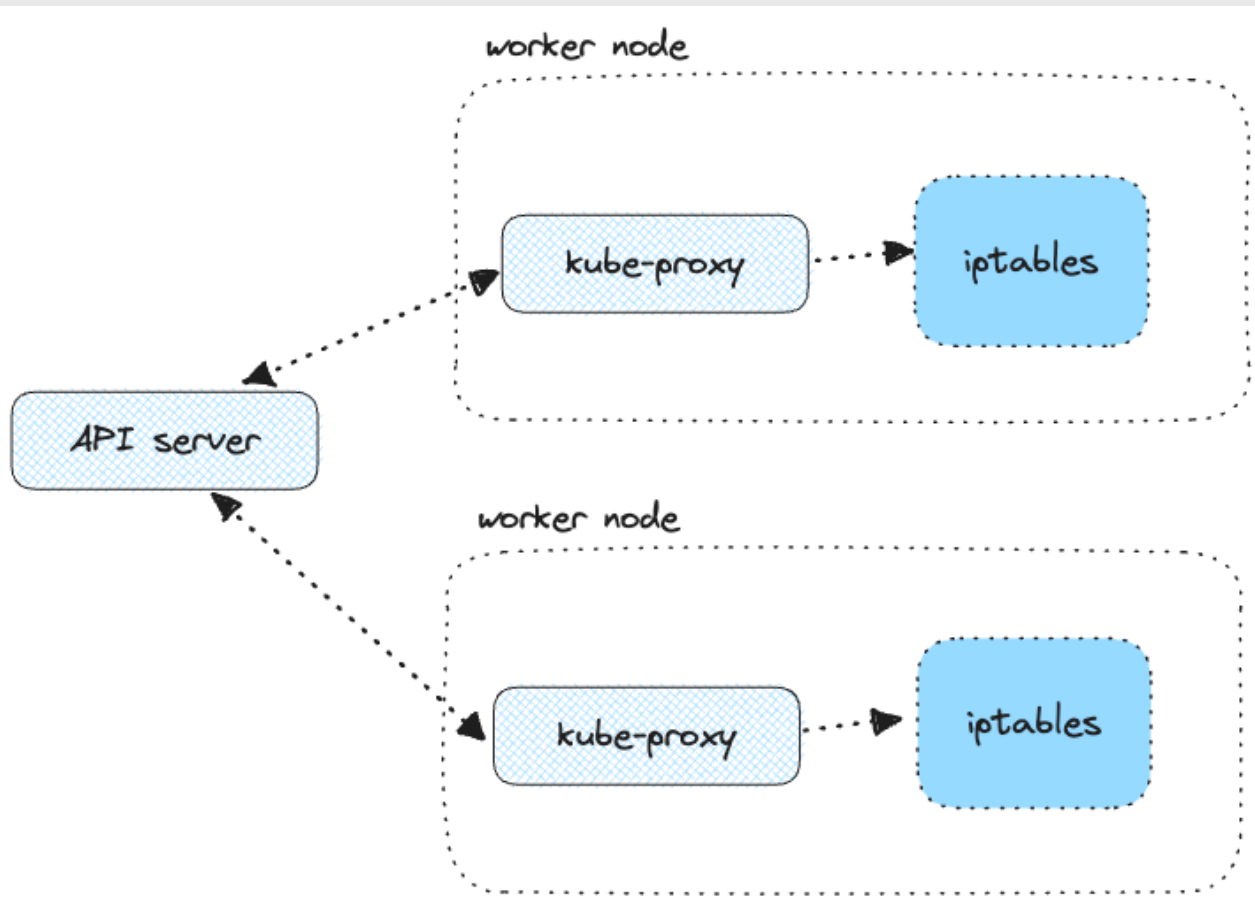 worker node
kube-proxy
iptables
API server
worker node
kube-proxy
iptables